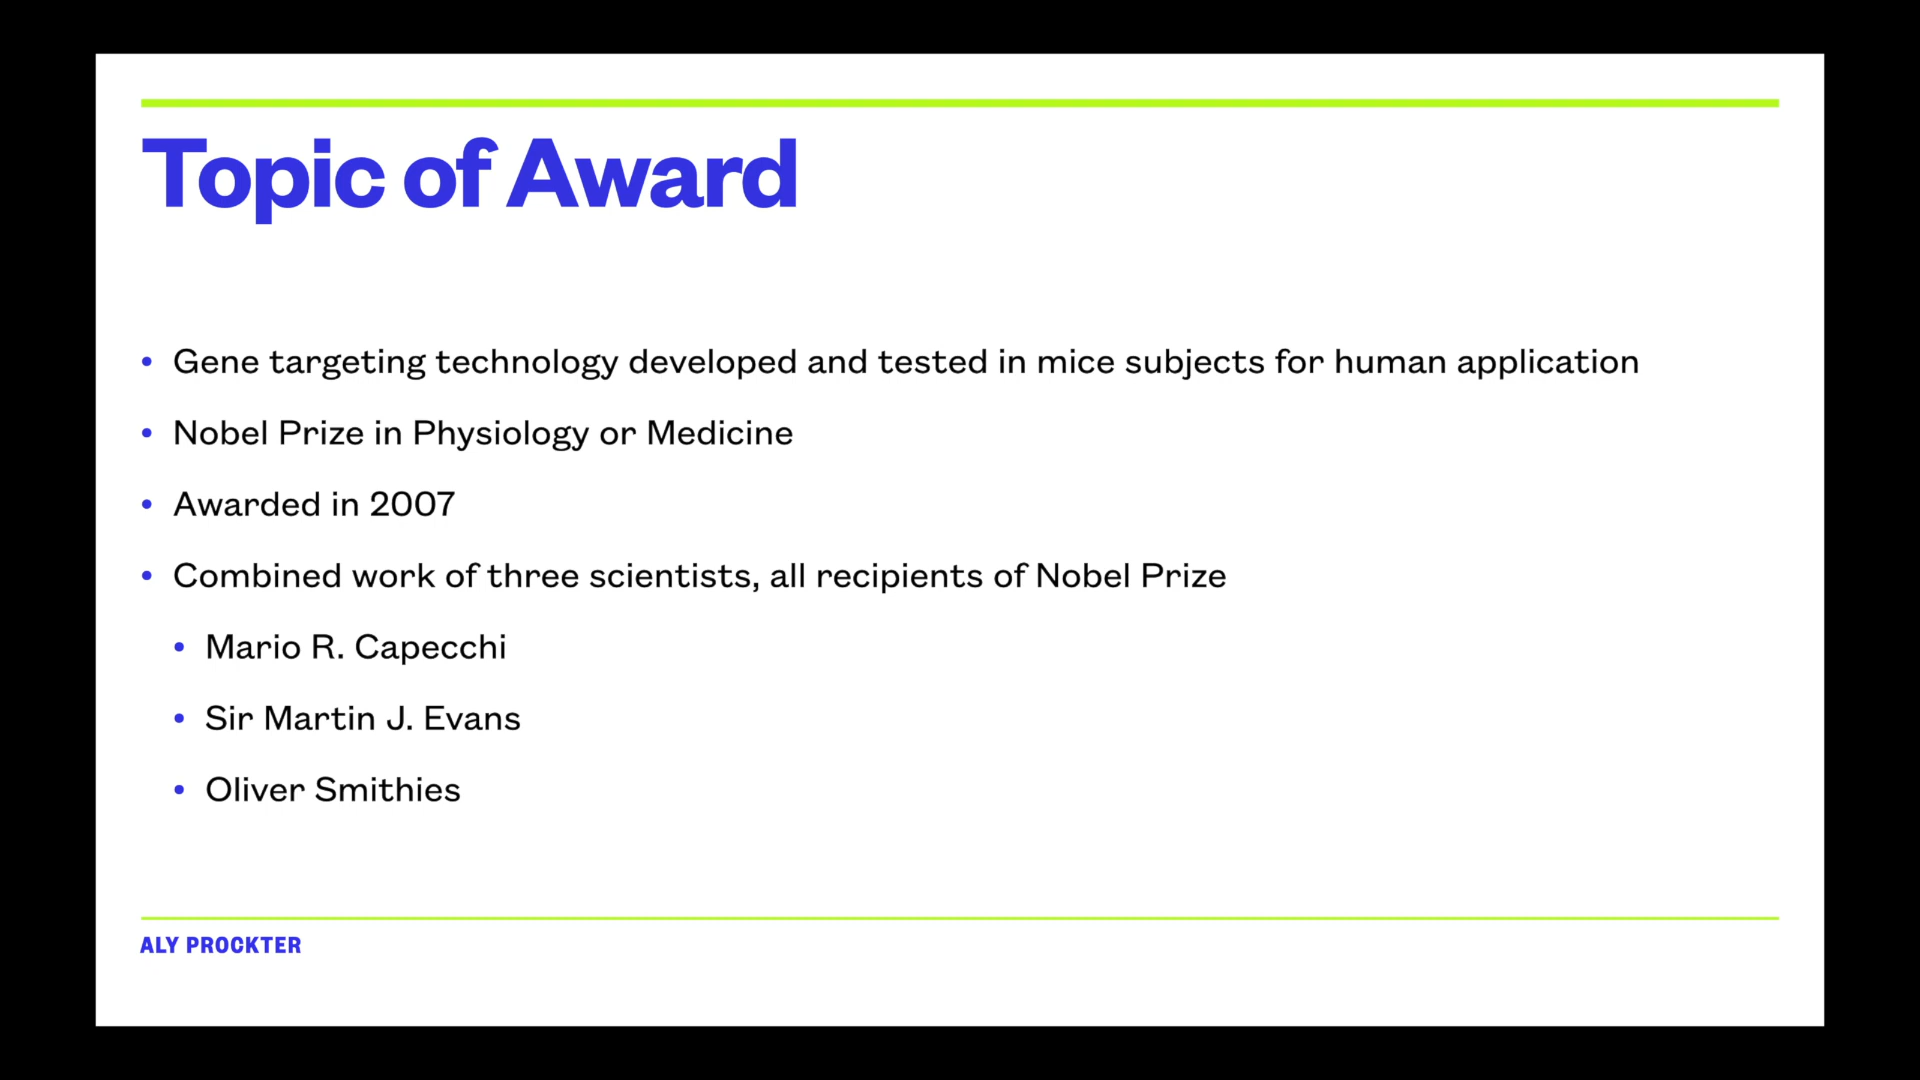 Topic of Award
• Gene targeting technology developed and tested in mice subjects for human application
• Nobel Prize in Physiology or Medicine
• Awarded in 2007
• Combined work of three scientists, all recipients of Nobel Prize
• Mario R. Capecchi
• Sir Martin J. Evans
• Oliver Smithies
ALY PROCKTER